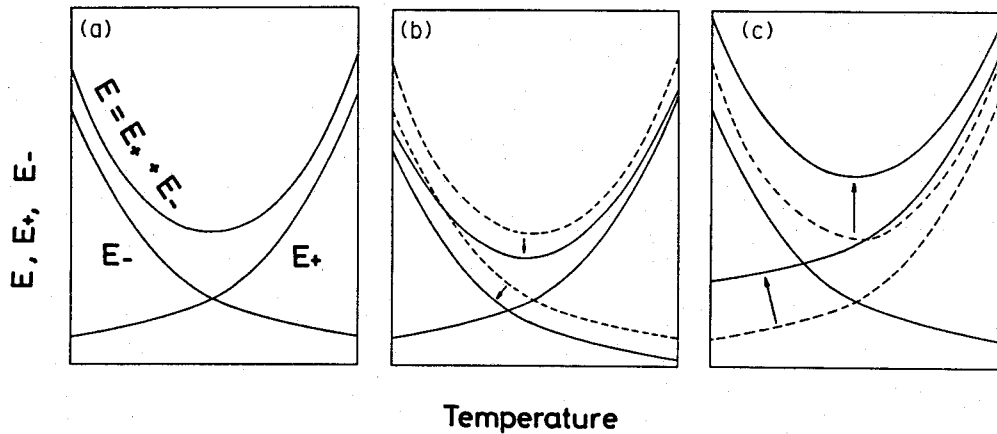 (a)
(b)
(c)
E = E+ + E-
E-
E+
E, E+, E-
Temperature